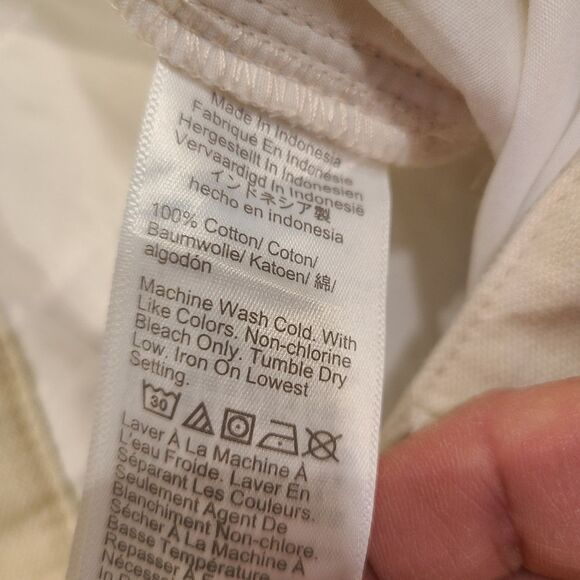 Made In Indonesia
Fabriqué En Indonésie
Hergestellt In Indonesien
Vervaardigd In Indonesië
インドネシア製
hecho en indonesia
100% Cotton/ Coton/
Baumwolle/ Katoen/ 綿/
algodón
Machine Wash Cold. With
Like Colors, Non-chlorine
Bleach Only. Tumble Dry
Low. Iron On Lowest
Setting.
30
Laver À La Machine À
L'eau Froide. Laver En
Séparant Les Couleurs.
Seulement Agent De
Blanchiment Non-chlore.
Sécher À La Machine À
Basse Température.
Repasser À